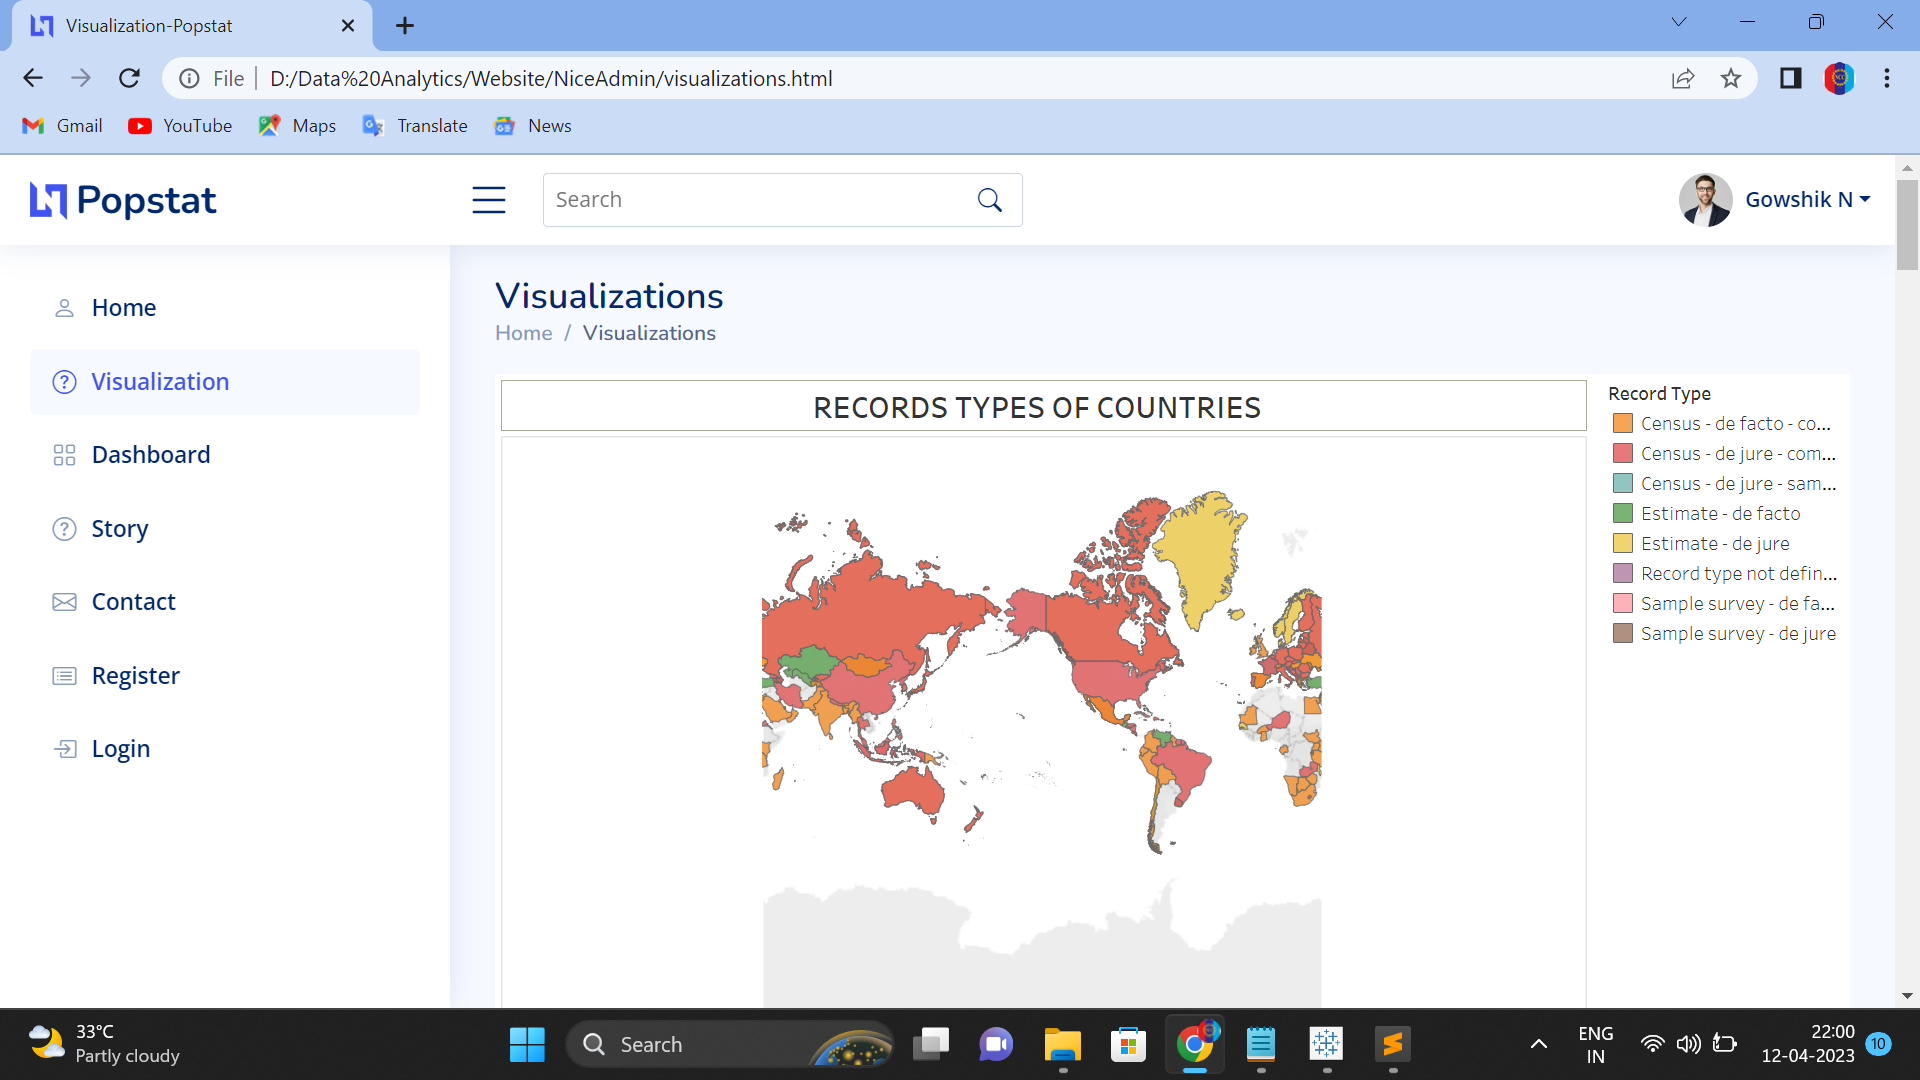 Visualization-Popstat
File D:/Data%20Analytics/Website/NiceAdmin/visualizations.html
Gmail YouTube Maps Translate News
Popstat
Search
Gowshik N
Home
Visualization
Dashboard
Story
Contact
Register
Login
Visualizations
Home / Visualizations
RECORDS TYPES OF COUNTRIES
Record Type
Census - de facto - co...
Census - de jure - com...
Census - de jure - sam...
Estimate - de facto
Estimate - de jure
Record type not defin...
Sample survey - de fa...
Sample survey - de jure
33°C
Partly cloudy
Search
ENG
IN
22:00
12-04-2023
10